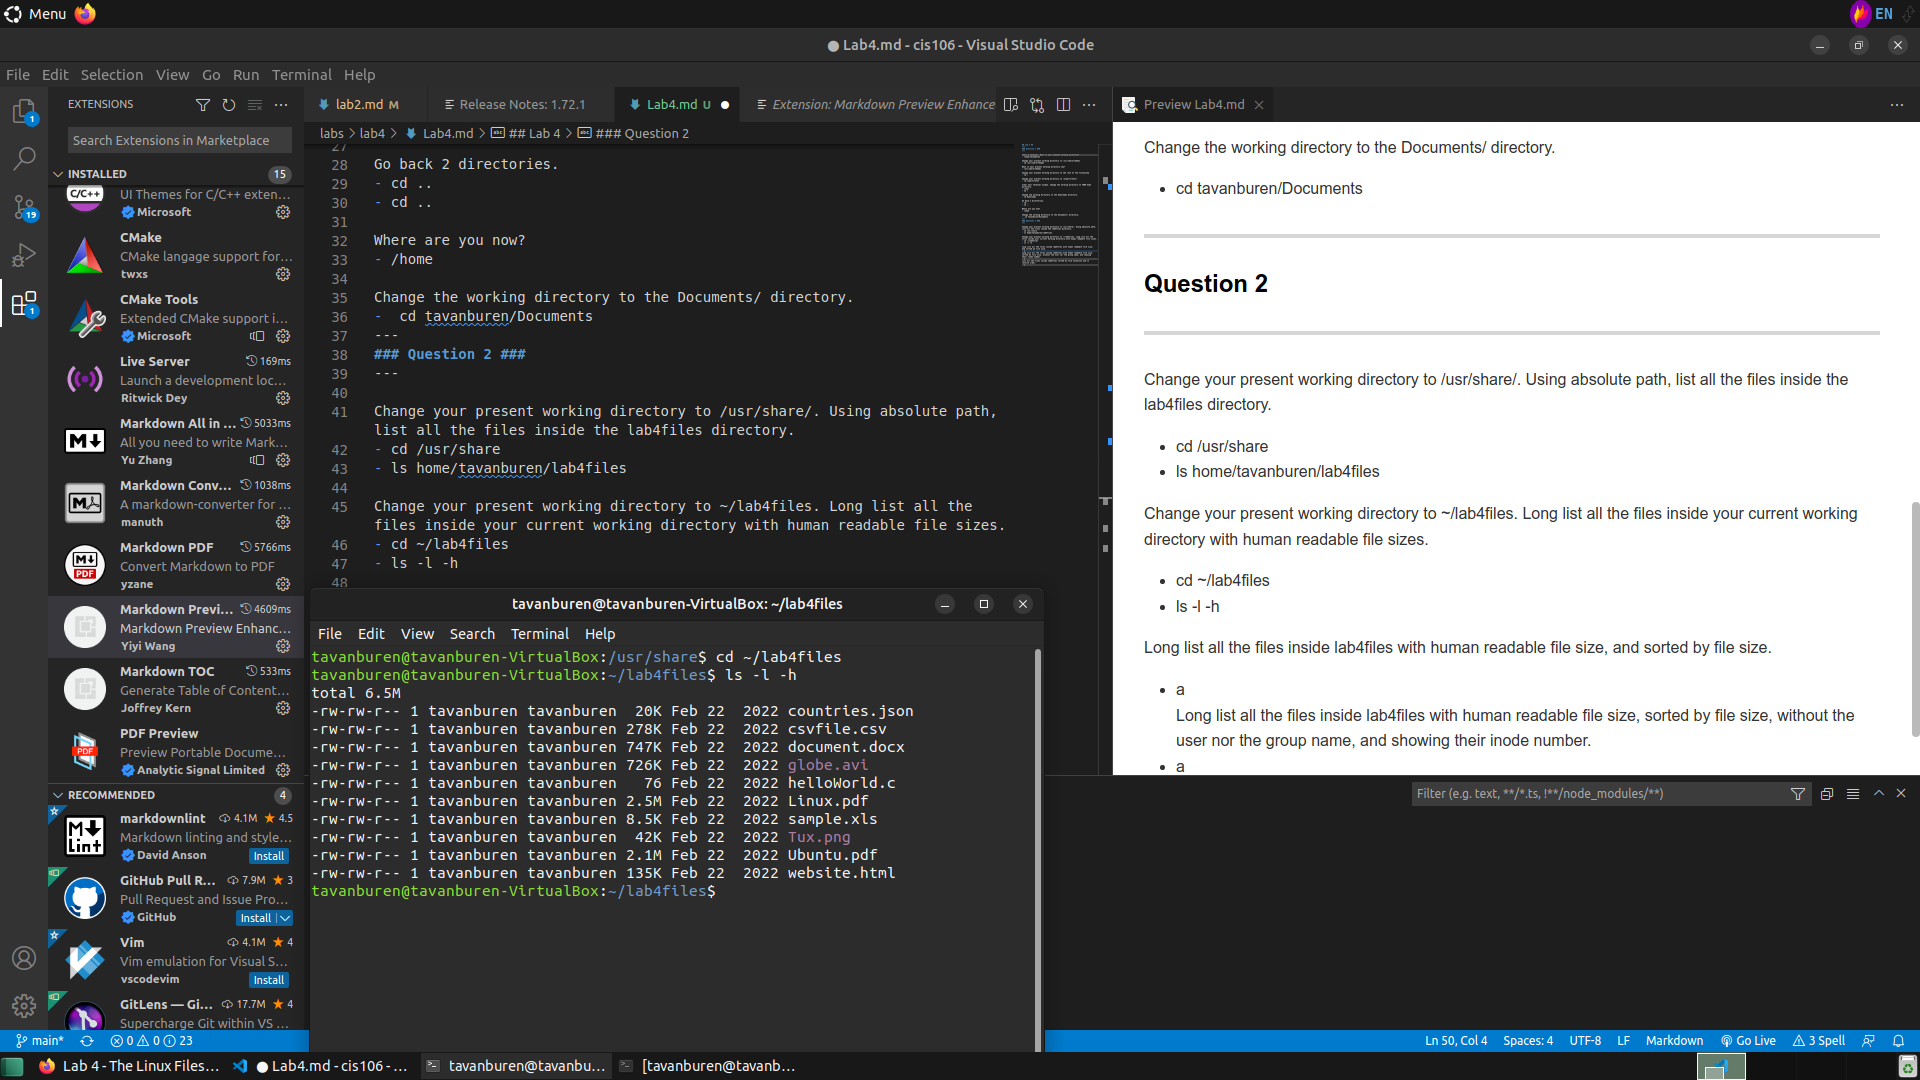 Menu
EN
● Lab4.md - cis106 - Visual Studio Code
File Edit Selection View Go Run Terminal Help
EXTENSIONS
Search Extensions in Marketplace
INSTALLED 15
C/C++
UI Themes for C/C++ exten...
Microsoft
CMake
CMake langage support for...
twxs
CMake Tools
Extended CMake support i...
Microsoft
Live Server 169ms
Launch a development loc...
Ritwick Dey
Markdown All in ... 5033ms
All you need to write Mark...
Yu Zhang
Markdown Conv... 1038ms
A markdown-converter for ...
manuth
Markdown PDF 5766ms
Convert Markdown to PDF
yzane
Markdown Previ... 4609ms
Markdown Preview Enhanc...
Yiyi Wang
Markdown TOC 533ms
Generate Table of Content...
Joffrey Kern
PDF Preview
Preview Portable Docume...
Analytic Signal Limited
RECOMMENDED 4
markdownlint 4.1M 4.5
Markdown linting and style...
David Anson Install
GitHub Pull R... 7.9M 3
Pull Request and Issue Pro...
GitHub Install
Vim 4.1M 4
Vim emulation for Visual S...
vscodevim Install
GitLens — Gi... 17.7M 4
Supercharge Git within VS ...
1
19
1
lab2.md M
Release Notes: 1.72.1
Lab4.md U ●
Extension: Markdown Preview Enhance
labs > lab4 > Lab4.md > ## Lab 4 > ### Question 2
27
28 Go back 2 directories.
29 - cd ..
30 - cd ..
31
32 Where are you now?
33 - /home
34
35 Change the working directory to the Documents/ directory.
36 - cd tavanburen/Documents
37 ---
38 ### Question 2 ###
39 ---
40
41 Change your present working directory to /usr/share/. Using absolute path,
list all the files inside the lab4files directory.
42 - cd /usr/share
43 - ls home/tavanburen/lab4files
44
45 Change your present working directory to ~/lab4files. Long list all the
files inside your current working directory with human readable file sizes.
46 - cd ~/lab4files
47 - ls -l -h
48
Preview Lab4.md
Change the working directory to the Documents/ directory.
• cd tavanburen/Documents
Question 2
Change your present working directory to /usr/share/. Using absolute path, list all the files inside the
lab4files directory.
• cd /usr/share
• ls home/tavanburen/lab4files
Change your present working directory to ~/lab4files. Long list all the files inside your current working
directory with human readable file sizes.
• cd ~/lab4files
• ls -l -h
Long list all the files inside lab4files with human readable file size, and sorted by file size.
• a
Long list all the files inside lab4files with human readable file size, sorted by file size, without the
user nor the group name, and showing their inode number.
• a
Filter (e.g. text, **/*.ts, !**/node_modules/**)
tavanburen@tavanburen-VirtualBox: ~/lab4files
File Edit View Search Terminal Help
tavanburen@tavanburen-VirtualBox:/usr/share$ cd ~/lab4files
tavanburen@tavanburen-VirtualBox:~/lab4files$ ls -l -h
total 6.5M
-rw-rw-r-- 1 tavanburen tavanburen  20K Feb 22  2022 countries.json
-rw-rw-r-- 1 tavanburen tavanburen 278K Feb 22  2022 csvfile.csv
-rw-rw-r-- 1 tavanburen tavanburen 747K Feb 22  2022 document.docx
-rw-rw-r-- 1 tavanburen tavanburen 726K Feb 22  2022 globe.avi
-rw-rw-r-- 1 tavanburen tavanburen   76 Feb 22  2022 helloWorld.c
-rw-rw-r-- 1 tavanburen tavanburen 2.5M Feb 22  2022 Linux.pdf
-rw-rw-r-- 1 tavanburen tavanburen 8.5K Feb 22  2022 sample.xls
-rw-rw-r-- 1 tavanburen tavanburen  42K Feb 22  2022 Tux.png
-rw-rw-r-- 1 tavanburen tavanburen 2.1M Feb 22  2022 Ubuntu.pdf
-rw-rw-r-- 1 tavanburen tavanburen 135K Feb 22  2022 website.html
tavanburen@tavanburen-VirtualBox:~/lab4files$
main* 0 0 23
Ln 50, Col 4 Spaces: 4 UTF-8 LF Markdown Go Live 3 Spell
Lab 4 - The Linux Files...
● Lab4.md - cis106 - ...
tavanburen@tavanbu...
[tavanburen@tavanb...